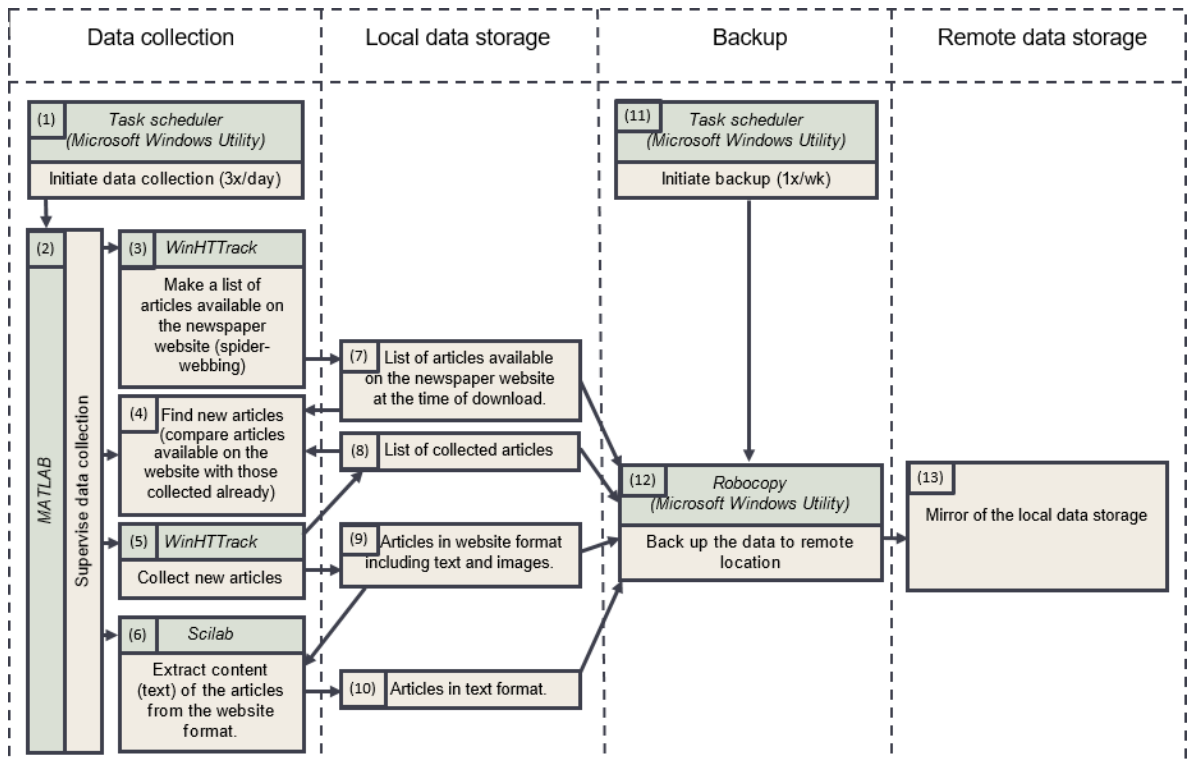 Data collection
Local data storage
Backup
Remote data storage
(1)
Task scheduler
(Microsoft Windows Utility)
Initiate data collection (3x/day)
(2)
MATLAB
Supervise data collection
(3)
WinHTTrack
Make a list of
articles available on
the newspaper
website (spider-
webbing)
(4)
Find new articles
(compare articles
available on the
website with those
collected already)
(5)
WinHTTrack
Collect new articles
(6)
Scilab
Extract content
(text) of the articles
from the website
format.
(7)
List of articles available
on the newspaper website
at the time of download.
(8)
List of collected articles
(9)
Articles in website format
including text and images.
(10)
Articles in text format.
(11)
Task scheduler
(Microsoft Windows Utility)
Initiate backup (1x/wk)
(12)
Robocopy
(Microsoft Windows Utility)
Back up the data to remote
location
(13)
Mirror of the local data storage